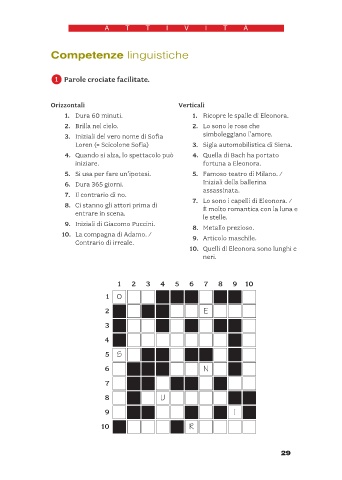 A T T I V I T À
Competenze linguistiche
1 Parole crociate facilitate.
Orizzontali
1. Dura 60 minuti.
2. Brilla nel cielo.
3. Iniziali del vero nome di Sofia
Loren (= Scicolone Sofia)
4. Quando si alza, lo spettacolo può
iniziare.
5. Si usa per fare un'ipotesi.
6. Dura 365 giorni.
7. Il contrario di no.
8. Ci stanno gli attori prima di
entrare in scena.
9. Iniziali di Giacomo Puccini.
10. La compagna di Adamo. /
Contrario di irreale.
Verticali
1. Ricopre le spalle di Eleonora.
2. Lo sono le rose che
simboleggiano l'amore.
3. Sigla automobilistica di Siena.
4. Quella di Bach ha portato
fortuna a Eleonora.
5. Famoso teatro di Milano. /
Iniziali della ballerina
assassinata.
7. Lo sono i capelli di Eleonora. /
È molto romantica con la luna e
le stelle.
8. Metallo prezioso.
9. Articolo maschile.
10. Quelli di Eleonora sono lunghi e
neri.
1 2 3 4 5 6 7 8 9 10
1 O
2 E
3
4
5 S
6 N
7
8 U
9 I
10 R
29